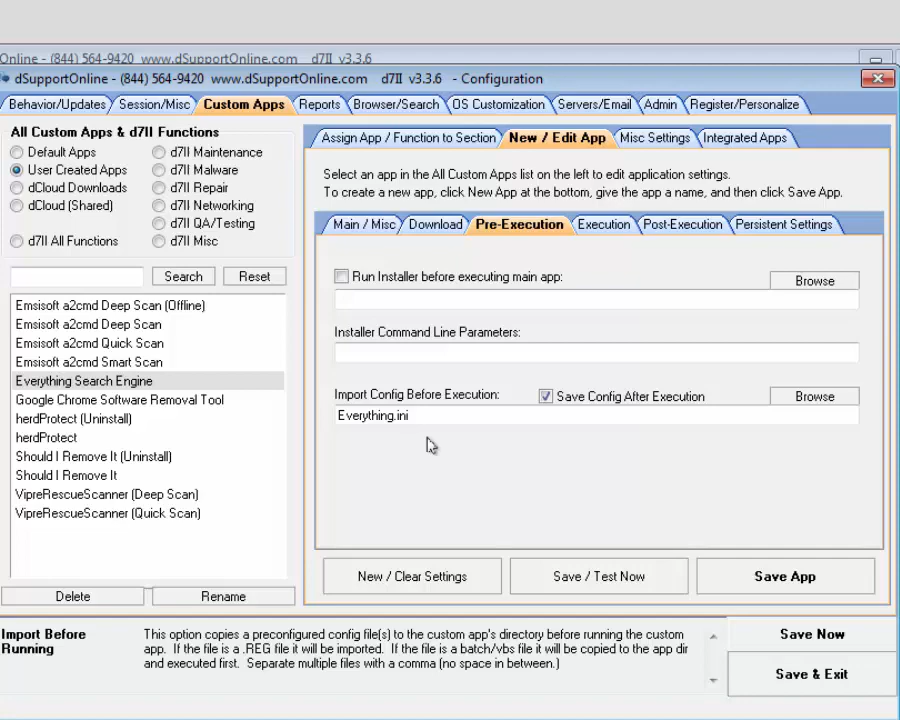 Online - (844) 564-9420 www.dSupportOnline.com d7II v3.3.6
dSupportOnline - (844) 564-9420 www.dSupportOnline.com d7II v3.3.6 - Configuration
Behavior/Updates Session/Misc Custom Apps Reports Browser/Search OS Customization Servers/Email Admin Register/Personalize
All Custom Apps & d7II Functions
Default Apps d7II Maintenance
User Created Apps d7II Malware
dCloud Downloads d7II Repair
dCloud (Shared) d7II Networking
d7II QA/Testing
d7II All Functions d7II Misc
Search Reset
Emsisoft a2cmd Deep Scan (Offline)
Emsisoft a2cmd Deep Scan
Emsisoft a2cmd Quick Scan
Emsisoft a2cmd Smart Scan
Everything Search Engine
Google Chrome Software Removal Tool
herdProtect (Uninstall)
herdProtect
Should I Remove It (Uninstall)
Should I Remove It
VipreRescueScanner (Deep Scan)
VipreRescueScanner (Quick Scan)
Delete Rename
Assign App / Function to Section New / Edit App Misc Settings Integrated Apps
Select an app in the All Custom Apps list on the left to edit application settings.
To create a new app, click New App at the bottom, give the app a name, and then click Save App.
Main / Misc Download Pre-Execution Execution Post-Execution Persistent Settings
Run Installer before executing main app: Browse
Installer Command Line Parameters:
Import Config Before Execution: Save Config After Execution Browse
Everything.ini
New / Clear Settings Save / Test Now Save App
Import Before
Running
This option copies a preconfigured config file(s) to the custom app's directory before running the custom
app. If the file is a .REG file it will be imported. If the file is a batch/vbs file it will be copied to the app dir
and executed first. Separate multiple files with a comma (no space in between.)
Save Now
Save & Exit